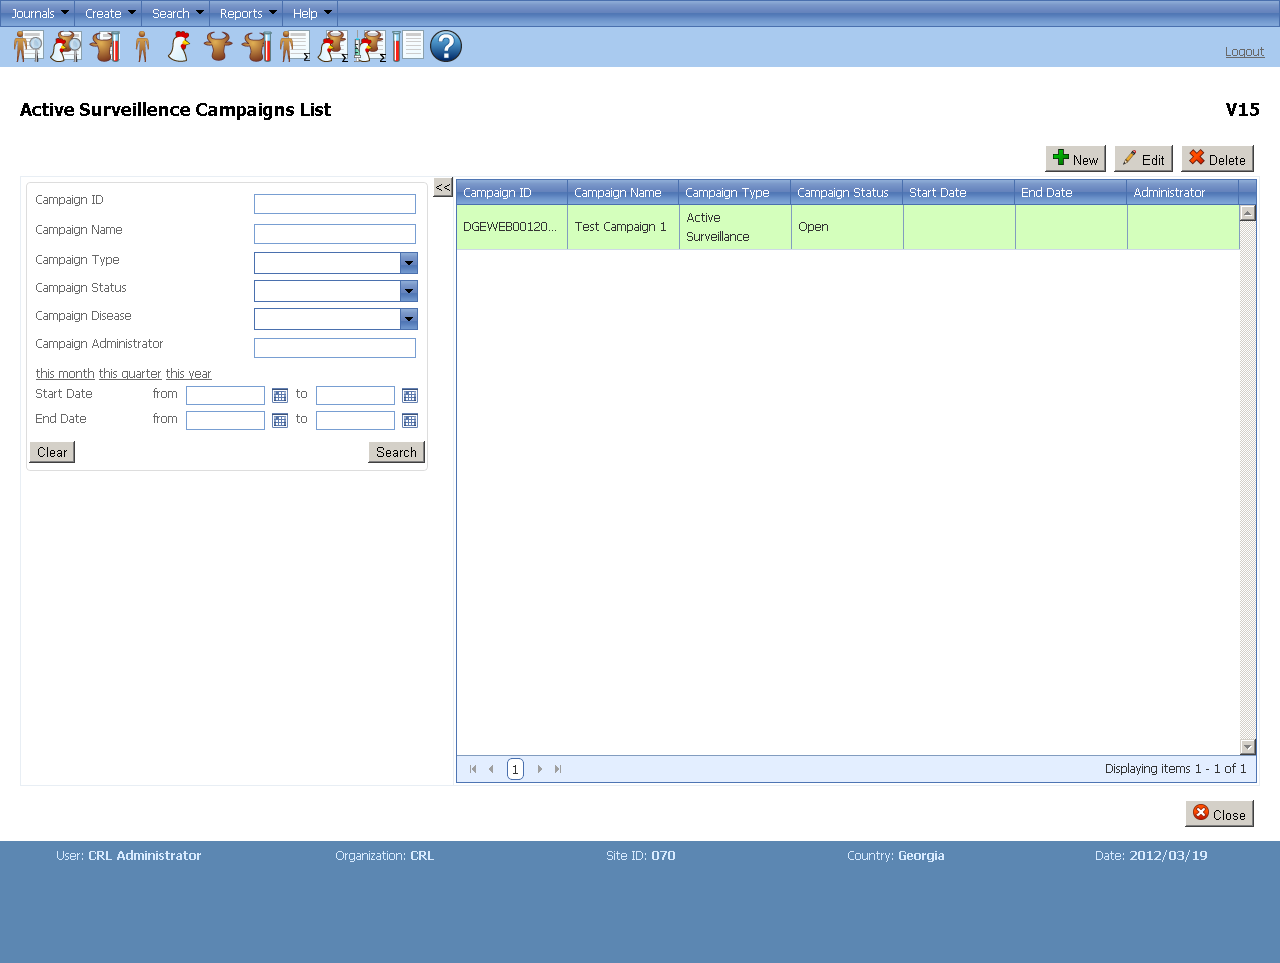 Journals Create Search Reports Help
Σ Σ Σ ?
Logout
Active Surveillence Campaigns List V15
New Edit Delete
<<
Campaign ID
Campaign Name
Campaign Type
Campaign Status
Campaign Disease
Campaign Administrator
this month this quarter this year
Start Date from to
End Date from to
Clear Search
Campaign ID Campaign Name Campaign Type Campaign Status Start Date End Date Administrator
DGEWEB00120... Test Campaign 1 Active Surveillance Open
1 Displaying items 1 - 1 of 1
Close
User: CRL Administrator Organization: CRL Site ID: 070 Country: Georgia Date: 2012/03/19